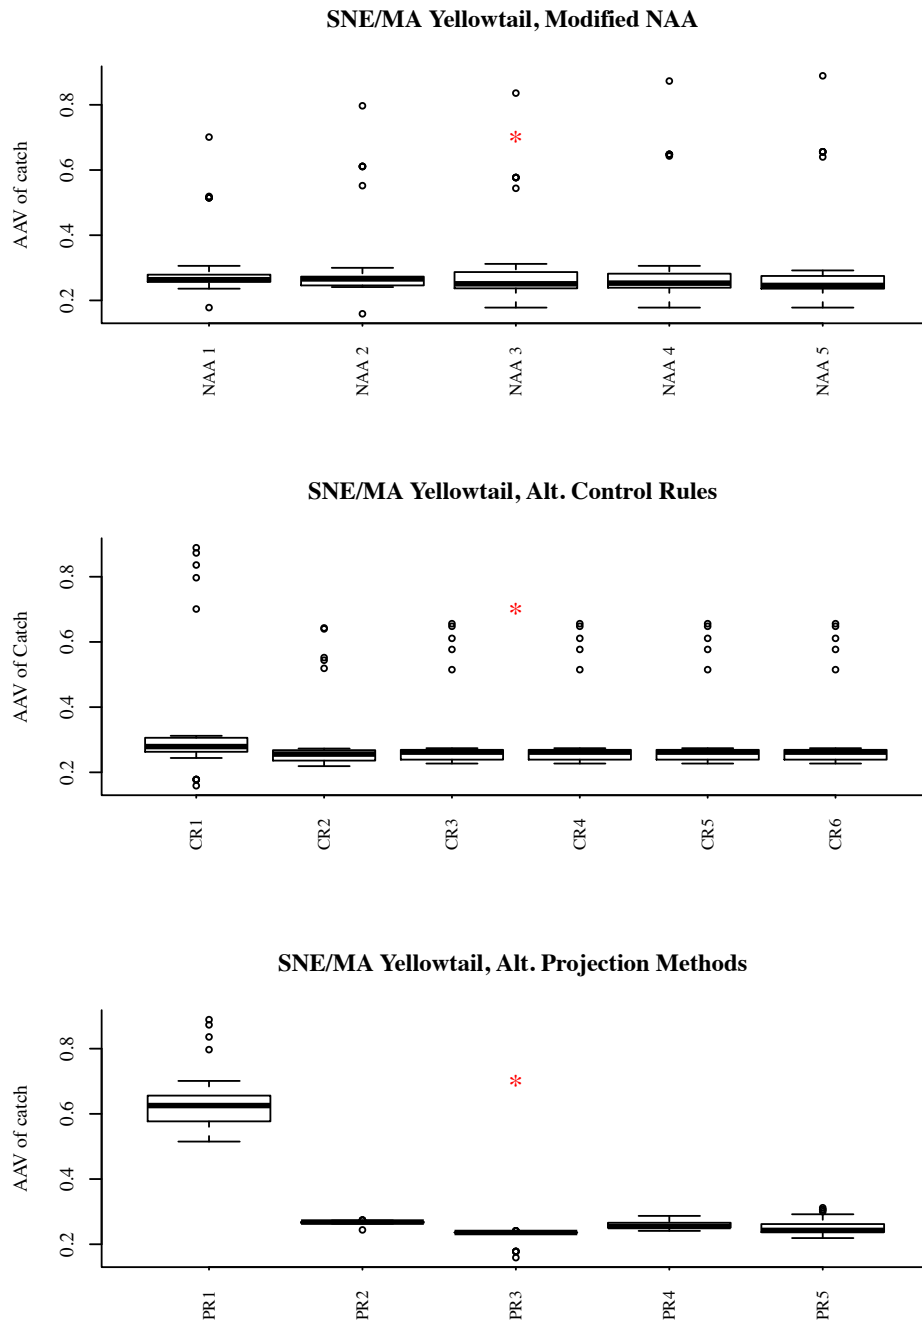 SNE/MA Yellowtail, Modified NAA
AAV of catch
0.8
0.6
0.4
0.2
*
NAA 1
NAA 2
NAA 3
NAA 4
NAA 5
SNE/MA Yellowtail, Alt. Control Rules
AAV of Catch
0.8
0.6
0.4
0.2
*
CR1
CR2
CR3
CR4
CR5
CR6
SNE/MA Yellowtail, Alt. Projection Methods
AAV of catch
0.8
0.6
0.4
0.2
*
PR1
PR2
PR3
PR4
PR5